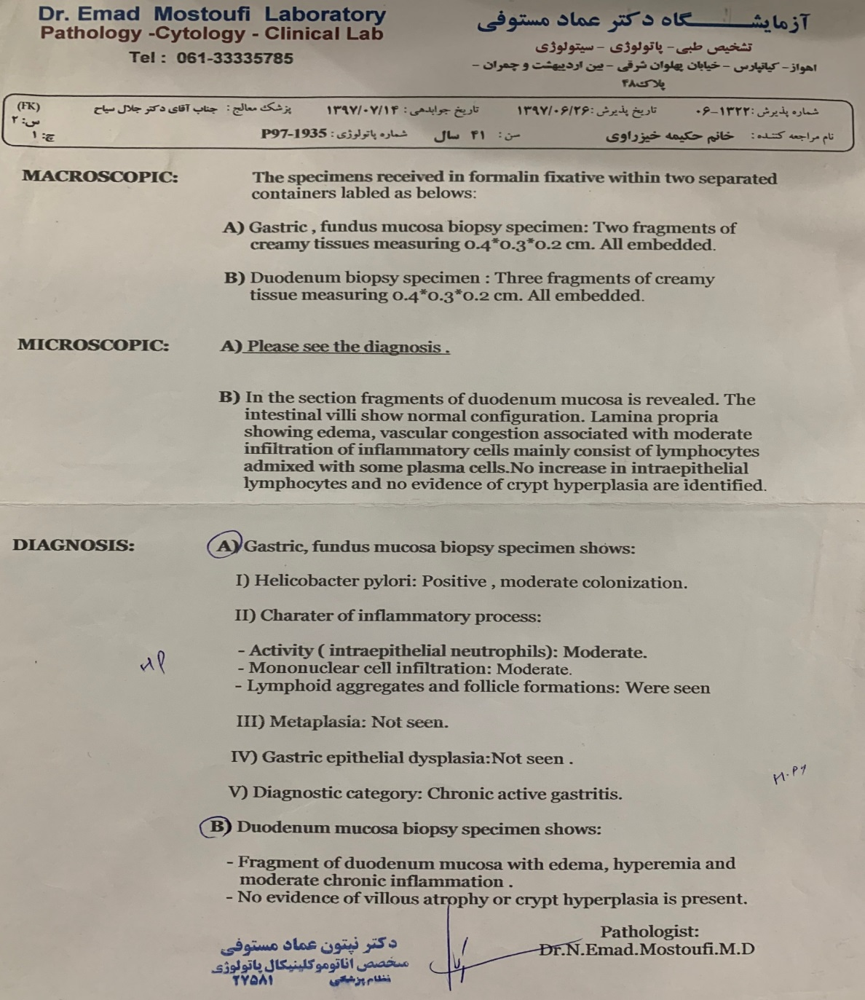 Dr. Emad Mostoufi Laboratory
Pathology -Cytology - Clinical Lab
Tel : 061-33335785
آزمایشگاه دکتر عماد مستوفی
تشخیص طبی- پاتولوژی - سیتولوژی
اهواز- کیانپارس - خیابان پهلوان شرقی - بین اردیبهشت و چمران -
پلاک ۴۸
شماره پذیرش: ۱۳۲۲-۰۶ تاریخ پذیرش: ۱۳۹۷/۰۶/۲۶ تاریخ جوابدهی: ۱۳۹۷/۰۷/۱۴ پزشک معالج: جناب آقای دکتر جلال سیاح (FK)
س: ۲
نام مراجعه کننده: خانم حکیمه خیزراوی سن: ۴۱ سال شماره پاتولوژی: P97-1935 ج: ۱
MACROSCOPIC: The specimens received in formalin fixative within two separated
containers labled as belows:
A) Gastric , fundus mucosa biopsy specimen: Two fragments of
creamy tissues measuring 0.4*0.3*0.2 cm. All embedded.
B) Duodenum biopsy specimen : Three fragments of creamy
tissue measuring 0.4*0.3*0.2 cm. All embedded.
MICROSCOPIC: A) Please see the diagnosis .
B) In the section fragments of duodenum mucosa is revealed. The
intestinal villi show normal configuration. Lamina propria
showing edema, vascular congestion associated with moderate
infiltration of inflammatory cells mainly consist of lymphocytes
admixed with some plasma cells.No increase in intraepithelial
lymphocytes and no evidence of crypt hyperplasia are identified.
DIAGNOSIS: A) Gastric, fundus mucosa biopsy specimen shows:
I) Helicobacter pylori: Positive , moderate colonization.
II) Charater of inflammatory process:
- Activity ( intraepithelial neutrophils): Moderate.
HP
- Mononuclear cell infiltration: Moderate.
- Lymphoid aggregates and follicle formations: Were seen
III) Metaplasia: Not seen.
IV) Gastric epithelial dysplasia:Not seen .
H.Py
V) Diagnostic category: Chronic active gastritis.
B) Duodenum mucosa biopsy specimen shows:
- Fragment of duodenum mucosa with edema, hyperemia and
moderate chronic inflammation .
- No evidence of villous atrophy or crypt hyperplasia is present.
Pathologist:
Dr.N.Emad.Mostoufi.M.D
دکتر نپتون عماد مستوفی
متخصص اناتوموکلینیکال پاتولوژی
نظام پزشکی ۲۷۵۸۱